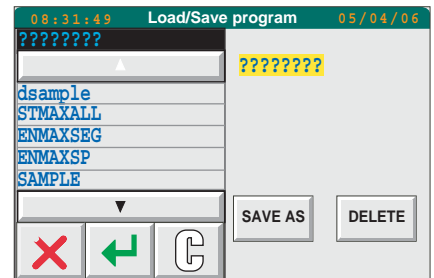 08:31:49 Load/Save program 05/04/06
????????
????????
dsample
STMAXALL
ENMAXSEG
ENMAXSP
SAMPLE
SAVE AS
DELETE
C